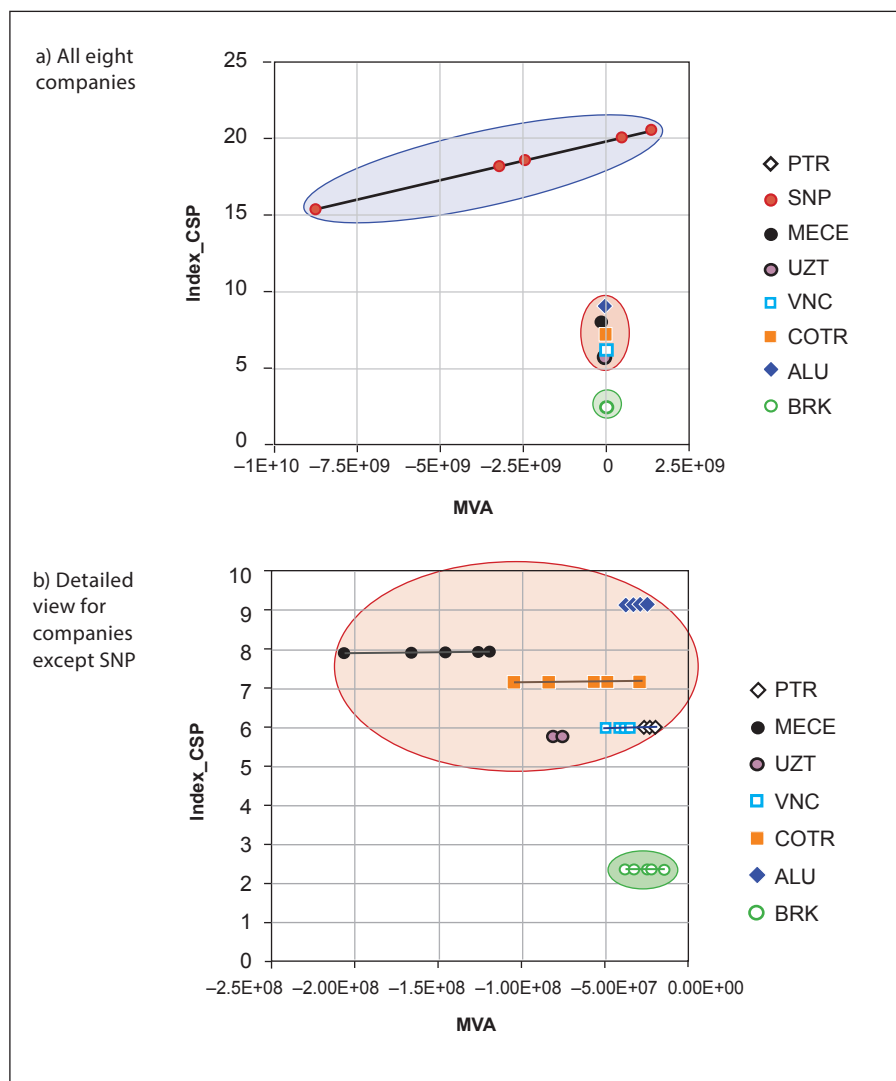 a) All eight
companies
25
20
15
10
5
0
Index_CSP
–1E+10 –7.5E+09 –5E+09 –2.5E+09 0 2.5E+09
MVA
PTR
SNP
MECE
UZT
VNC
COTR
ALU
BRK
b) Detailed
view for
companies
except SNP
10
9
8
7
6
5
4
3
2
1
0
Index_CSP
–2.5E+08 –2.00E+08 –1.5E+08 –1.00E+08 –5.00E+07 0.00E+00
MVA
PTR
MECE
UZT
VNC
COTR
ALU
BRK